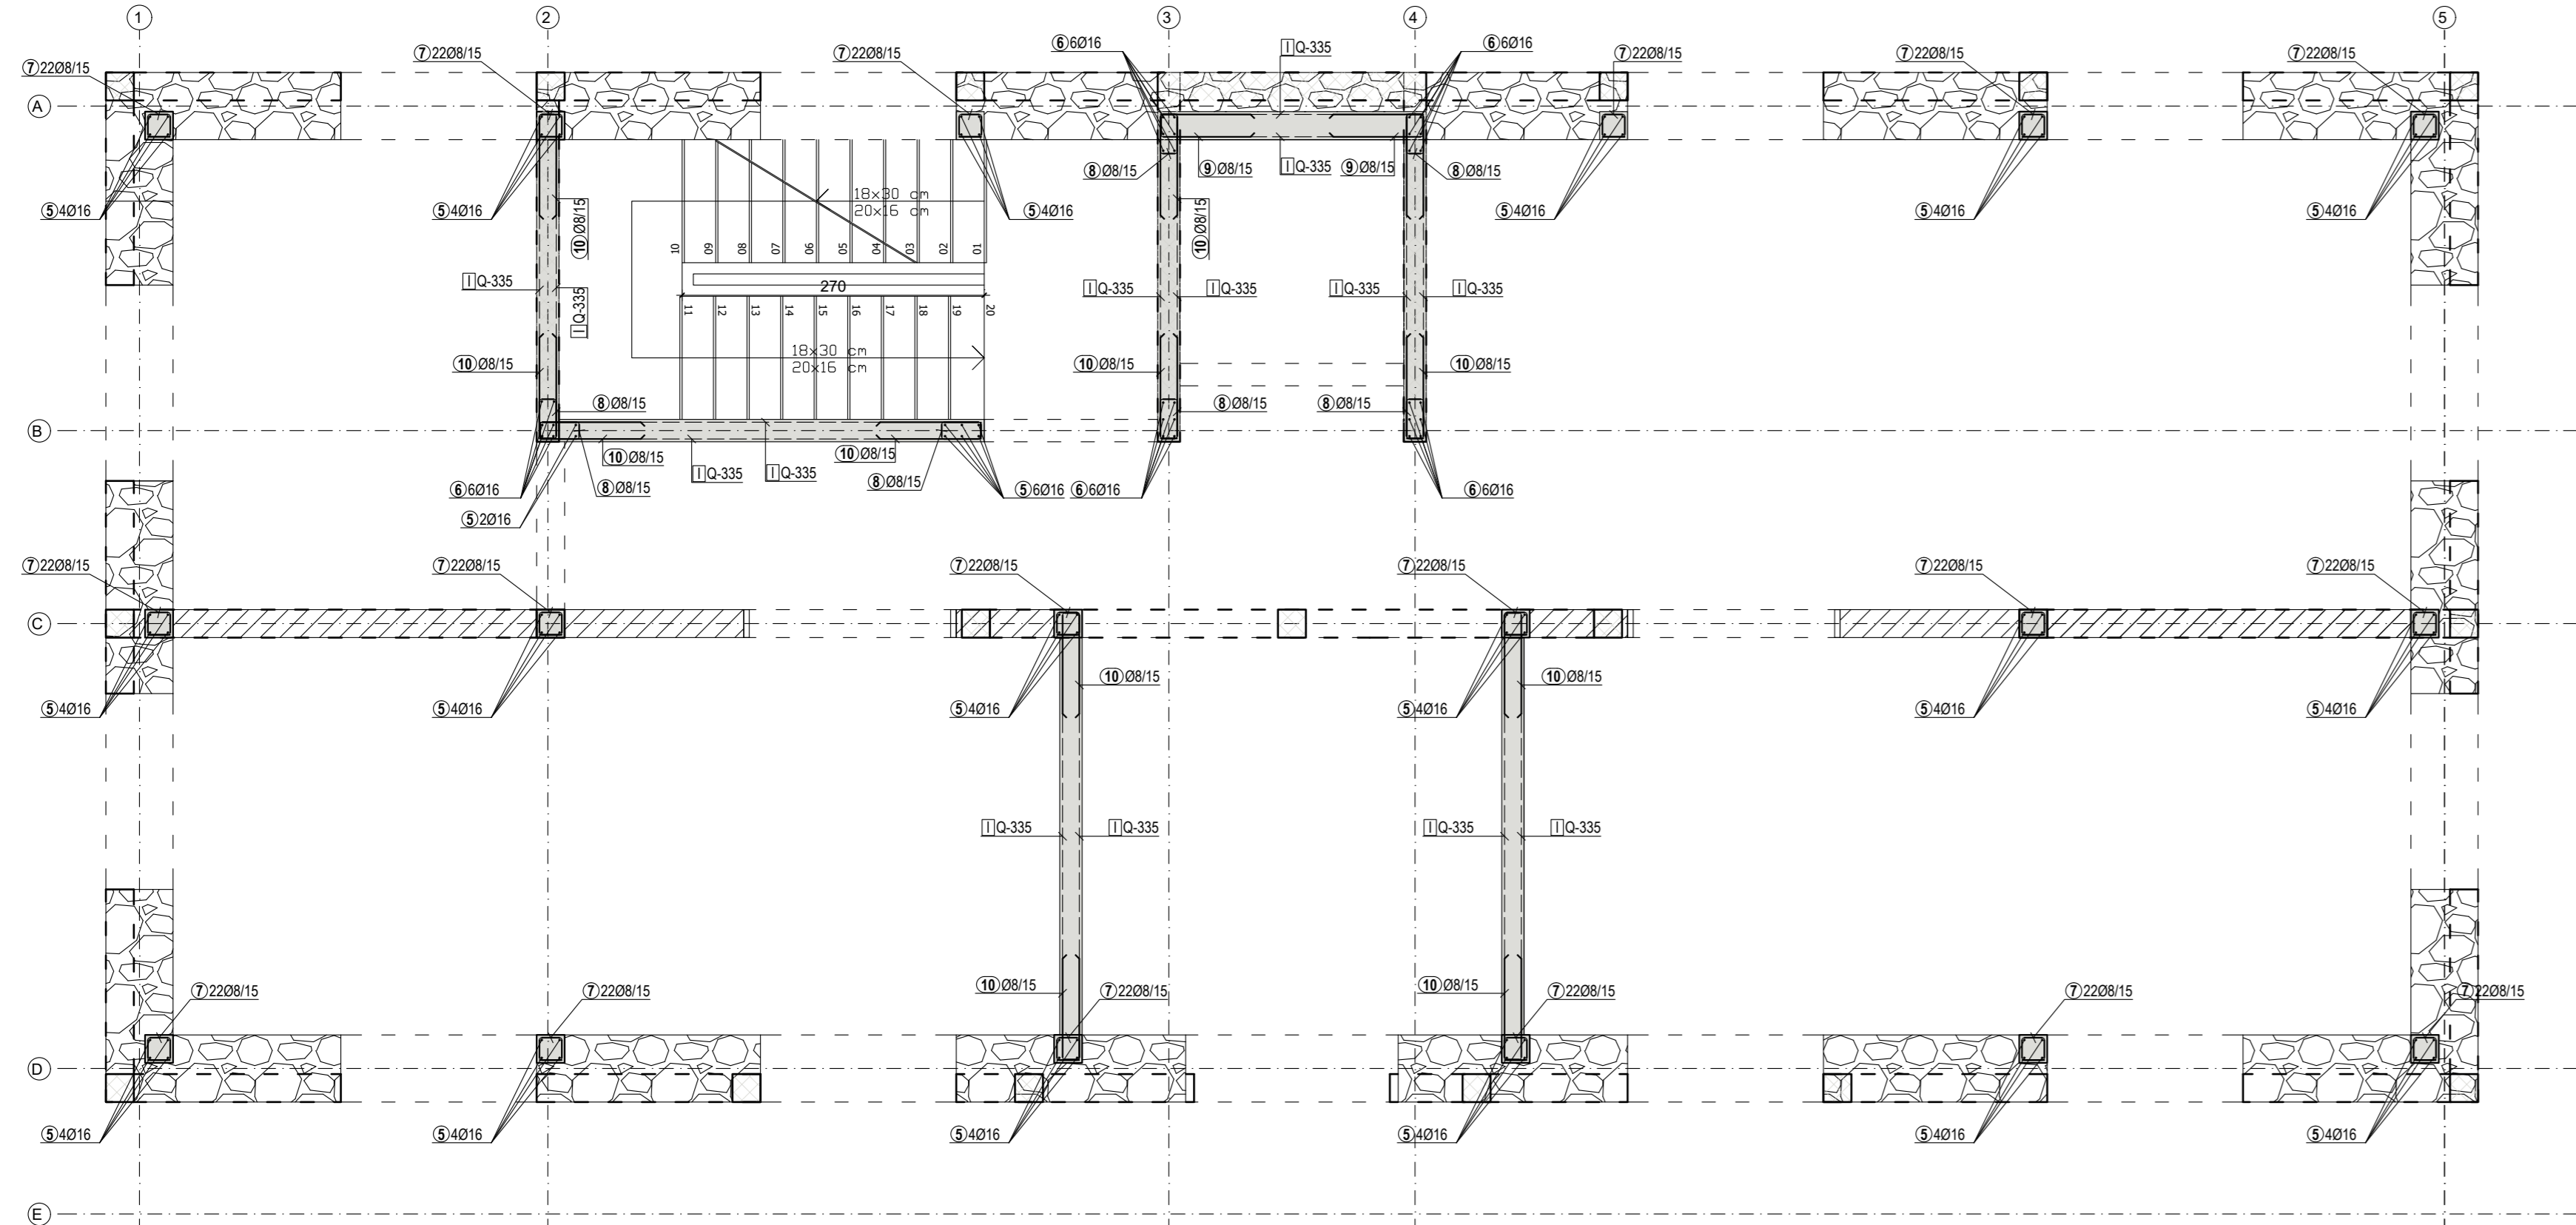 1
2
3
4
5
⑥6Ø16
I Q-335
⑥6Ø16
⑦22Ø8/15
⑦22Ø8/15
⑦22Ø8/15
⑦22Ø8/15
⑦22Ø8/15
⑦22Ø8/15
A
⑧Ø8/15
⑨Ø8/15
I Q-335
⑨Ø8/15
⑧Ø8/15
18x30 cm
20x16 cm
⑤4Ø16
⑤4Ø16
⑤4Ø16
⑤4Ø16
⑤4Ø16
⑤4Ø16
⑩Ø8/15
⑩Ø8/15
10
09
08
07
06
05
04
03
02
01
I Q-335
I Q-335
270
I Q-335
I Q-335
I Q-335
I Q-335
11
12
13
14
15
16
17
18
19
20
18x30 cm
20x16 cm
⑩Ø8/15
⑩Ø8/15
⑩Ø8/15
⑧Ø8/15
⑧Ø8/15
⑧Ø8/15
B
⑩Ø8/15
⑩Ø8/15
I Q-335
I Q-335
⑥6Ø16
⑧Ø8/15
⑧Ø8/15
⑤6Ø16
⑥6Ø16
⑥6Ø16
⑤2Ø16
⑦22Ø8/15
⑦22Ø8/15
⑦22Ø8/15
⑦22Ø8/15
⑦22Ø8/15
⑦22Ø8/15
C
⑩Ø8/15
⑩Ø8/15
⑤4Ø16
⑤4Ø16
⑤4Ø16
⑤4Ø16
⑤4Ø16
⑤4Ø16
I Q-335
I Q-335
I Q-335
I Q-335
⑩Ø8/15
⑩Ø8/15
⑦22Ø8/15
⑦22Ø8/15
⑦22Ø8/15
⑦22Ø8/15
⑦22Ø8/15
⑦22Ø8/15
D
⑤4Ø16
⑤4Ø16
⑤4Ø16
⑤4Ø16
⑤4Ø16
⑤4Ø16
E